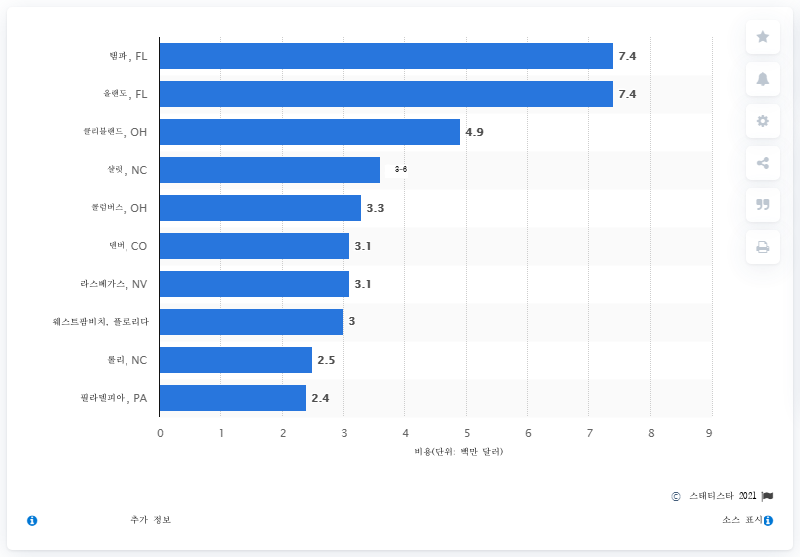 탬파, FL 7.4
올랜도, FL 7.4
클리블랜드, OH 4.9
샬럿, NC 3-6
콜럼버스, OH 3.3
덴버, CO 3.1
라스베가스, NV 3.1
웨스트팜비치, 플로리다 3
롤리, NC 2.5
필라델피아, PA 2.4
0 1 2 3 4 5 6 7 8 9
비용(단위: 백만 달러)
© 스태티스타 2021
추가 정보 소스 표시